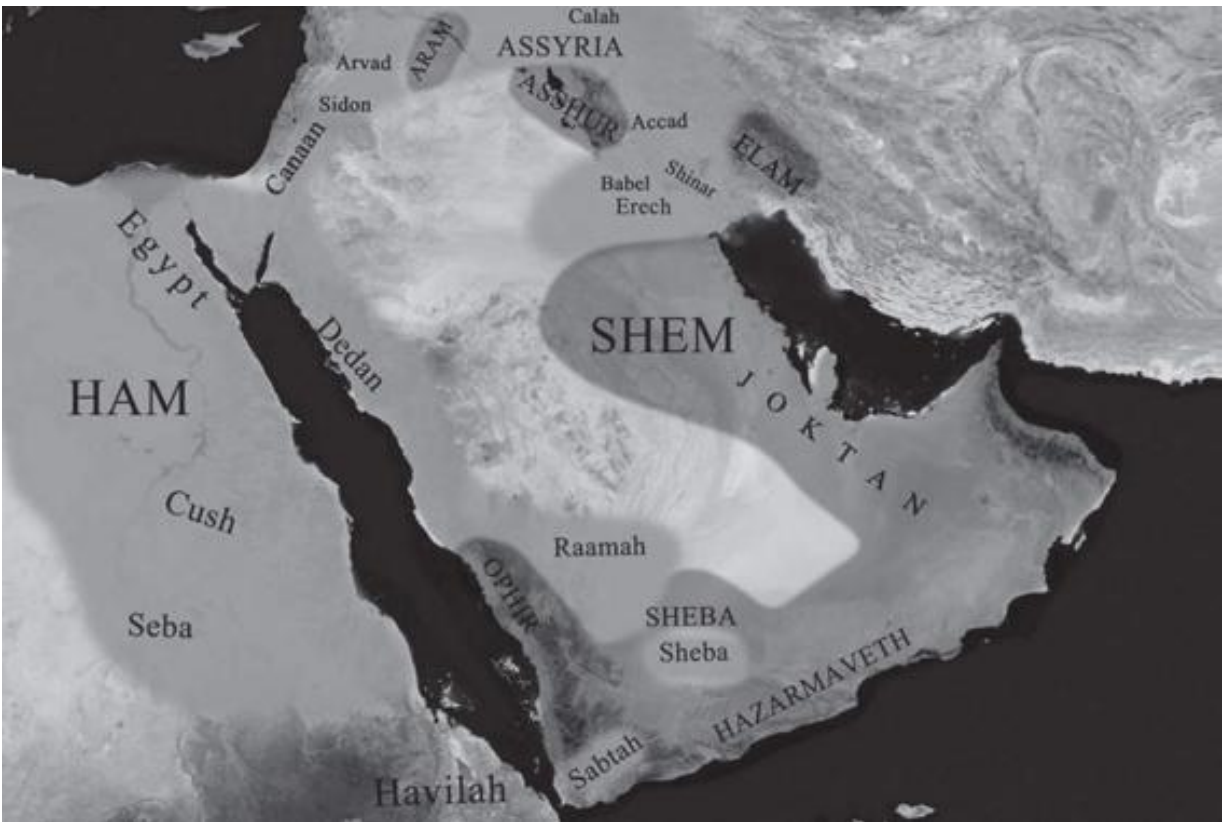 Calah
ASSYRIA
ARAM
Arvad
ASSHUR
Sidon
Accad
ELAM
Canaan
Shinar
Babel
Erech
Egypt
SHEM
Dedan
JOKTAN
HAM
Cush
Raamah
OPHIR
SHEBA
Seba
Sheba
HAZARMAVETH
Sabtah
Havilah